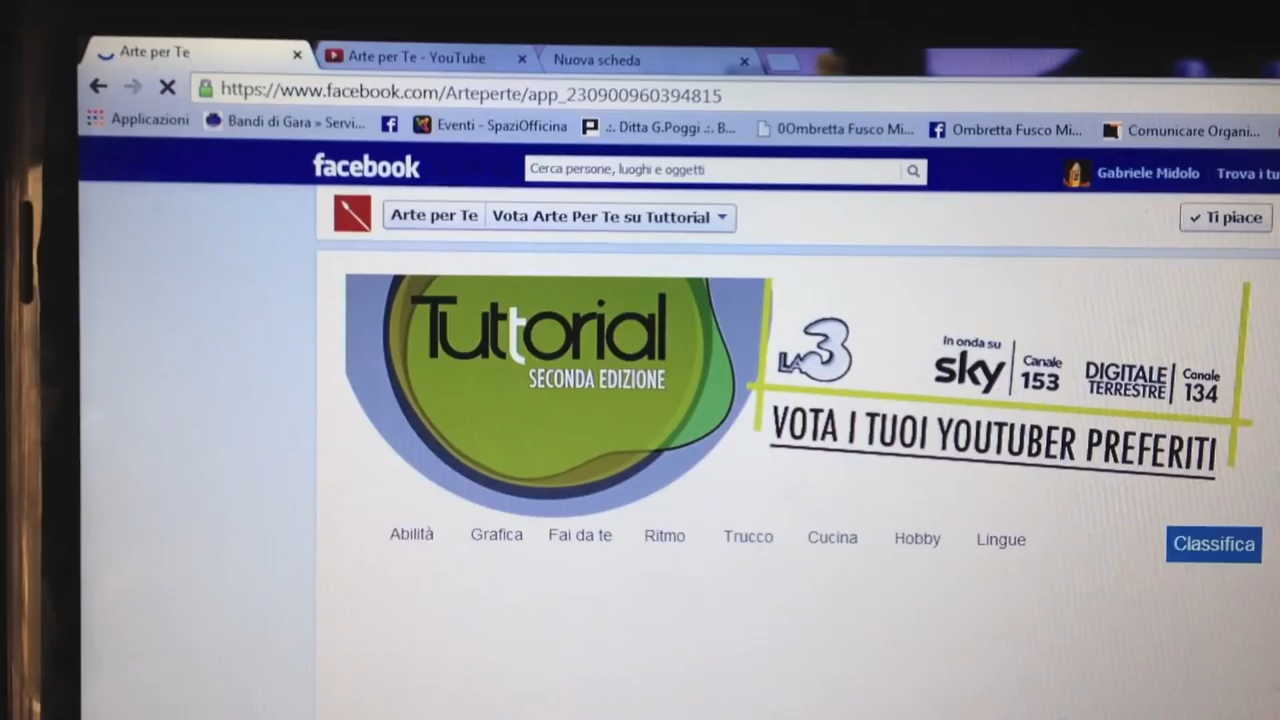 Arte per Te
Arte per Te - YouTube
Nuova scheda
https://www.facebook.com/Arteperte/app_230900960394815
Applicazioni
Bandi di Gara » Servi...
Eventi - SpaziOfficina
.:. Ditta G.Poggi .:. B...
0Ombretta Fusco Mi...
Ombretta Fusco Mi...
Comunicare Organi...
facebook
Cerca persone, luoghi e oggetti
Gabriele Midolo
Trova i tu
Arte per Te
Vota Arte Per Te su Tuttorial
✓ Ti piace
Tuttorial
SECONDA EDIZIONE
LA3
In onda su
sky
Canale
153
DIGITALE
TERRESTRE
Canale
134
VOTA I TUOI YOUTUBER PREFERITI
Abilità Grafica Fai da te Ritmo Trucco Cucina Hobby Lingue
Classifica